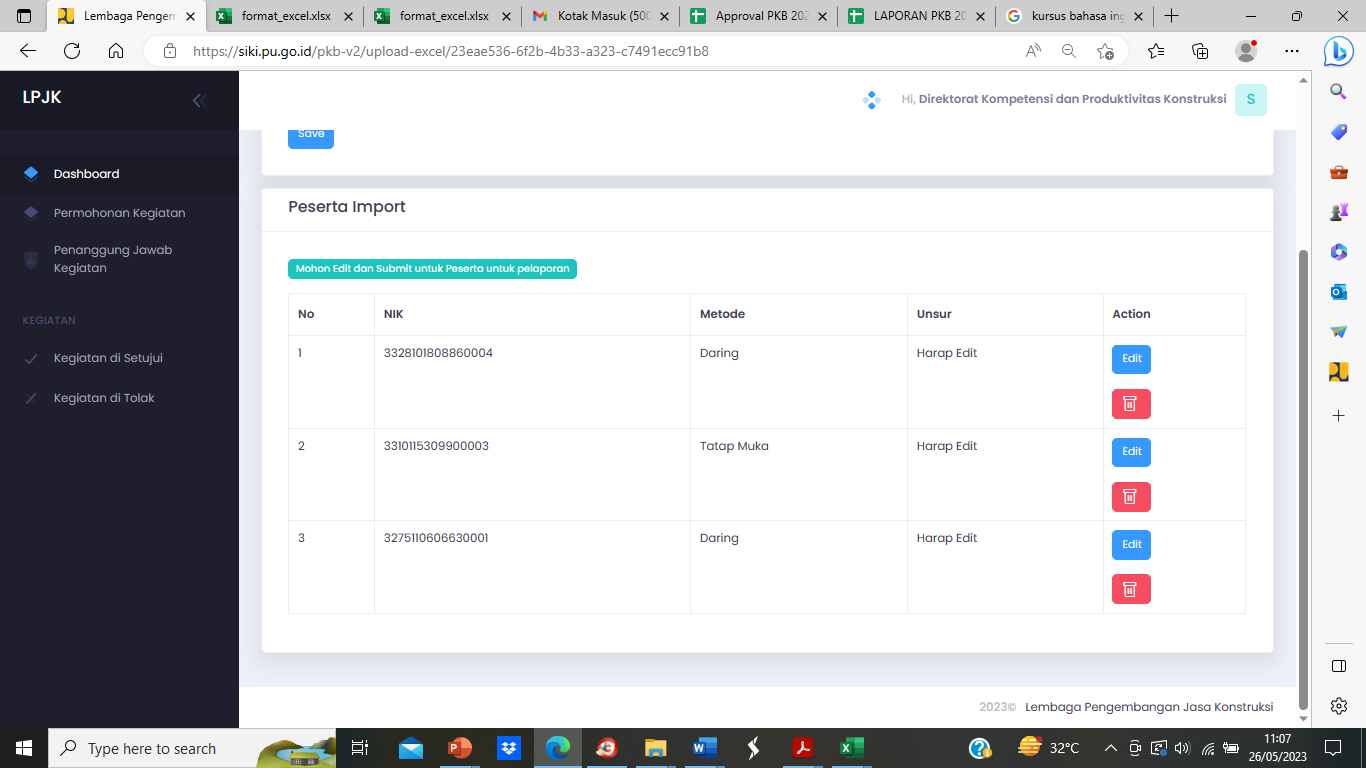 Lembaga Pengem
format_excel.xlsx
format_excel.xlsx
Kotak Masuk (500
Approval PKB 202
LAPORAN PKB 20
kursus bahasa ing
https://siki.pu.go.id/pkb-v2/upload-excel/23eae536-6f2b-4b33-a323-c7491ecc91b8
LPJK
Hi, Direktorat Kompetensi dan Produktivitas Konstruksi
S
Save
Dashboard
Permohonan Kegiatan
Penanggung Jawab
Kegiatan
KEGIATAN
Kegiatan di Setujui
Kegiatan di Tolak
Peserta Import
Mohon Edit dan Submit untuk Peserta untuk pelaporan
No NIK Metode Unsur Action
1 3328101808860004 Daring Harap Edit Edit
2 3310115309900003 Tatap Muka Harap Edit Edit
3 3275110606630001 Daring Harap Edit Edit
2023© Lembaga Pengembangan Jasa Konstruksi
Type here to search
32°C
11:07
26/05/2023